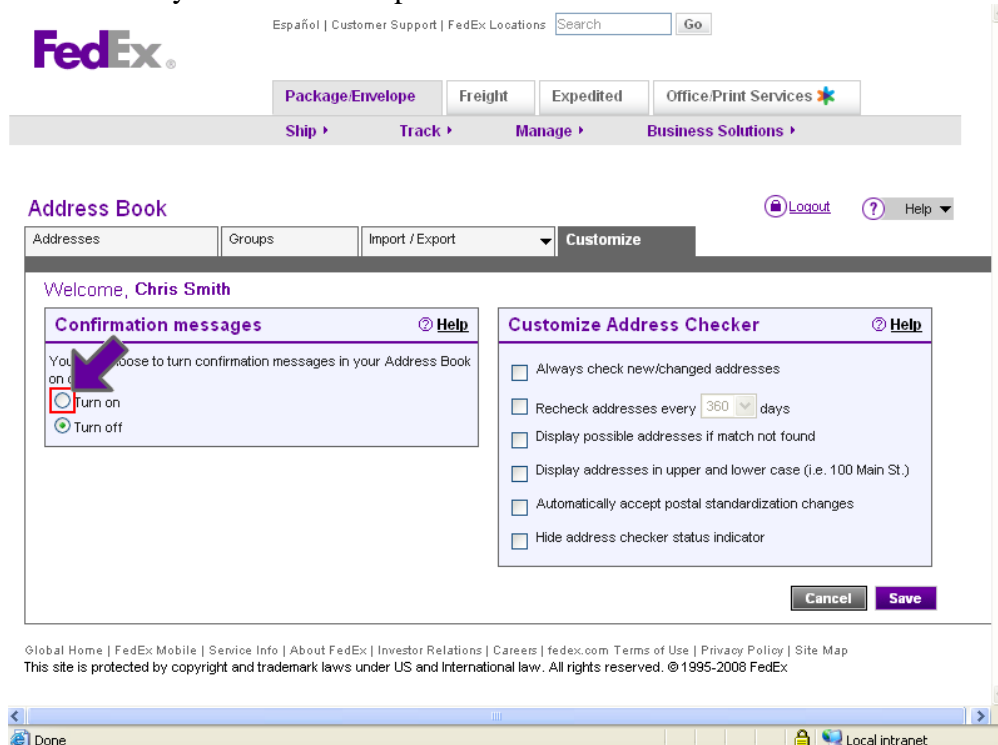 Español | Customer Support | FedEx Locations Search Go
FedEx®
Package/Envelope Freight Expedited Office/Print Services
Ship Track Manage Business Solutions
Address Book Logout ? Help
Addresses Groups Import / Export Customize
Welcome, Chris Smith
Confirmation messages ? Help
You choose to turn confirmation messages in your Address Book
on
Turn on
Turn off
Customize Address Checker ? Help
Always check new/changed addresses
Recheck addresses every 360 days
Display possible addresses if match not found
Display addresses in upper and lower case (i.e. 100 Main St.)
Automatically accept postal standardization changes
Hide address checker status indicator
Cancel Save
Global Home | FedEx Mobile | Service Info | About FedEx | Investor Relations | Careers | fedex.com Terms of Use | Privacy Policy | Site Map
This site is protected by copyright and trademark laws under US and International law. All rights reserved. © 1995-2008 FedEx
Done Local intranet